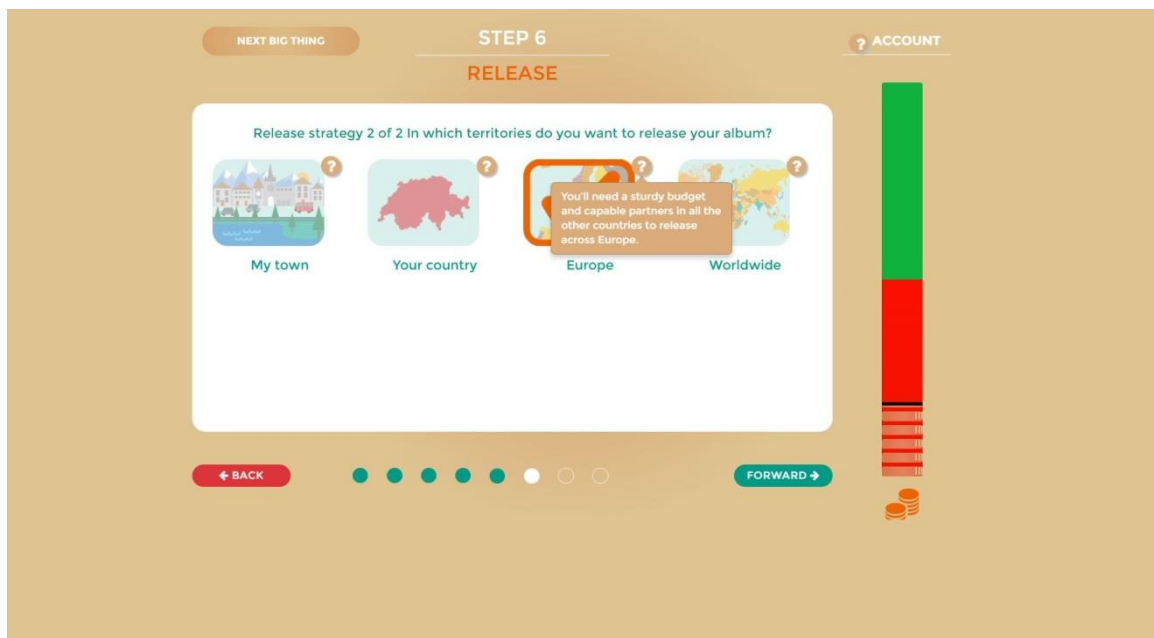 NEXT BIG THING
STEP 6
? ACCOUNT
RELEASE
Release strategy 2 of 2 In which territories do you want to release your album?
?
?
?
?
You'll need a sturdy budget
and capable partners in all the
other countries to release
across Europe.
My town
Your country
Europe
Worldwide
← BACK
FORWARD →